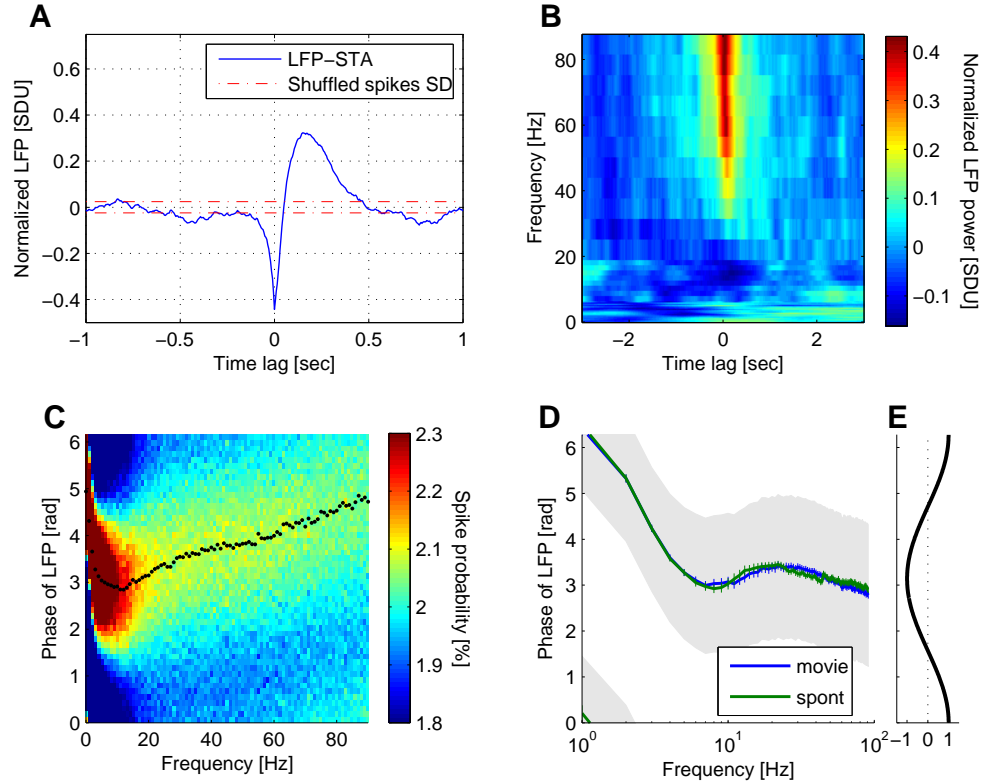 A
Normalized LFP [SDU]
0.6
0.4
0.2
0
−0.2
−0.4
LFP−STA
Shuffled spikes SD
−1 −0.5 0 0.5 1
Time lag [sec]
B
Frequency [Hz]
80
60
40
20
0
−2 0 2
Time lag [sec]
0.4
0.3
0.2
0.1
0
−0.1
Normalized LFP power [SDU]
C
Phase of LFP [rad]
6
5
4
3
2
1
0
0 20 40 60 80
Frequency [Hz]
2.3
2.2
2.1
2
1.9
1.8
Spike probability [%]
D
Phase of LFP [rad]
6
5
4
3
2
1
0
movie
spont
10^0 10^1 10^2
Frequency [Hz]
E
−1 0 1